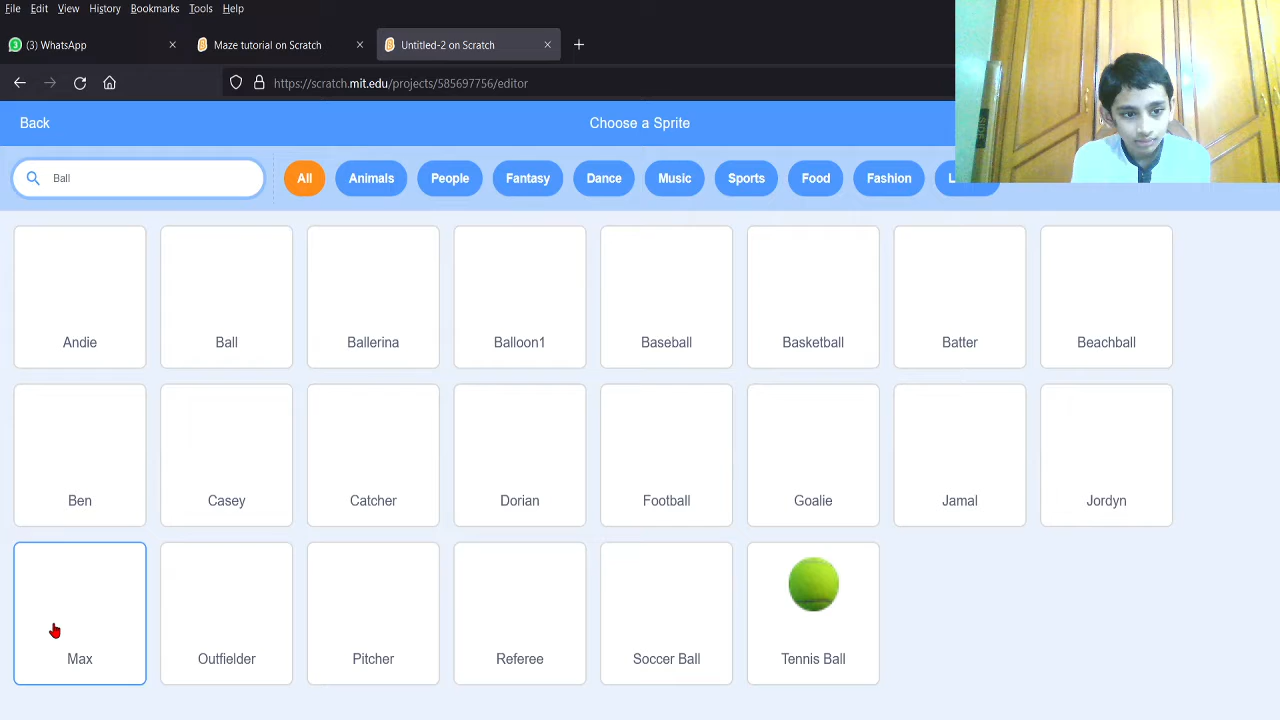 File Edit View History Bookmarks Tools Help
(3) WhatsApp
Maze tutorial on Scratch
Untitled-2 on Scratch
https://scratch.mit.edu/projects/585697756/editor
Back
Choose a Sprite
Ball
All
Animals
People
Fantasy
Dance
Music
Sports
Food
Fashion
Andie
Ball
Ballerina
Balloon1
Baseball
Basketball
Batter
Beachball
Ben
Casey
Catcher
Dorian
Football
Goalie
Jamal
Jordyn
Max
Outfielder
Pitcher
Referee
Soccer Ball
Tennis Ball